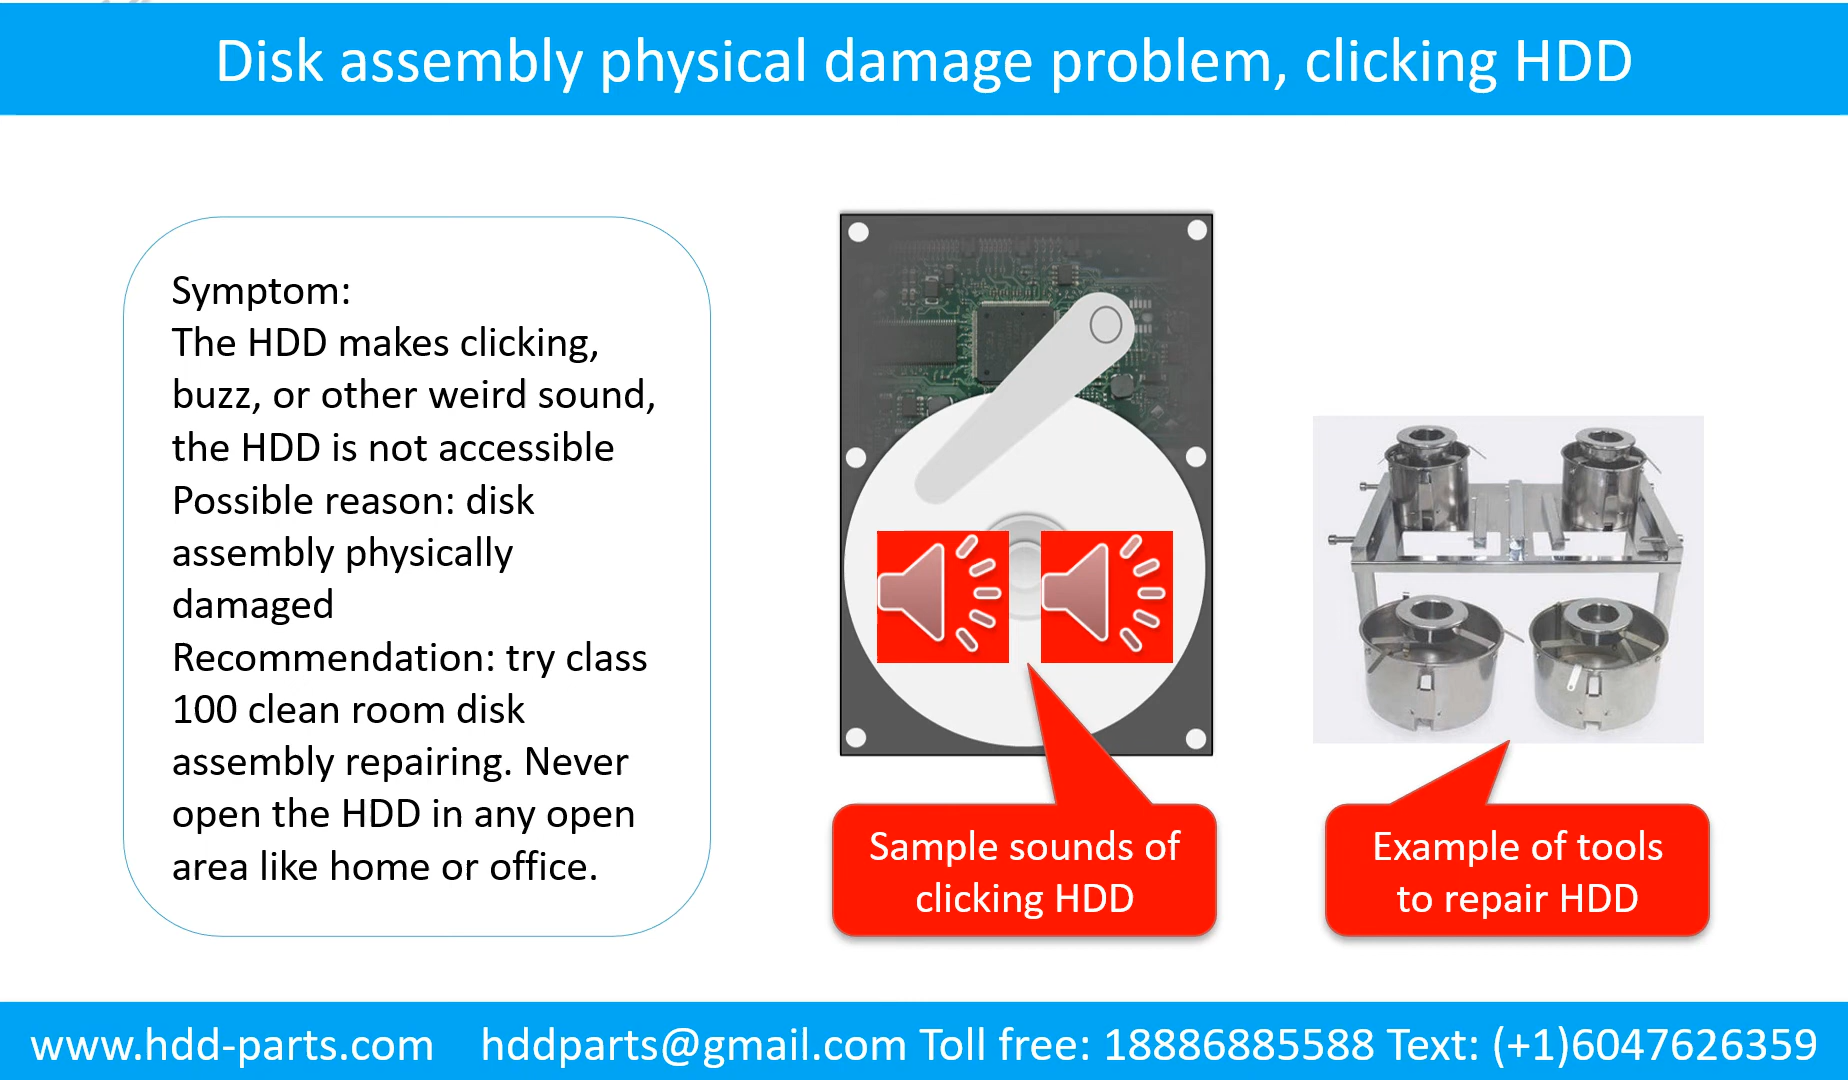 Disk assembly physical damage problem, clicking HDD
Symptom:
The HDD makes clicking,
buzz, or other weird sound,
the HDD is not accessible
Possible reason: disk
assembly physically
damaged
Recommendation: try class
100 clean room disk
assembly repairing. Never
open the HDD in any open
area like home or office.
Sample sounds of
clicking HDD
Example of tools
to repair HDD
www.hdd-parts.com hddparts@gmail.com Toll free: 18886885588 Text: (+1)6047626359